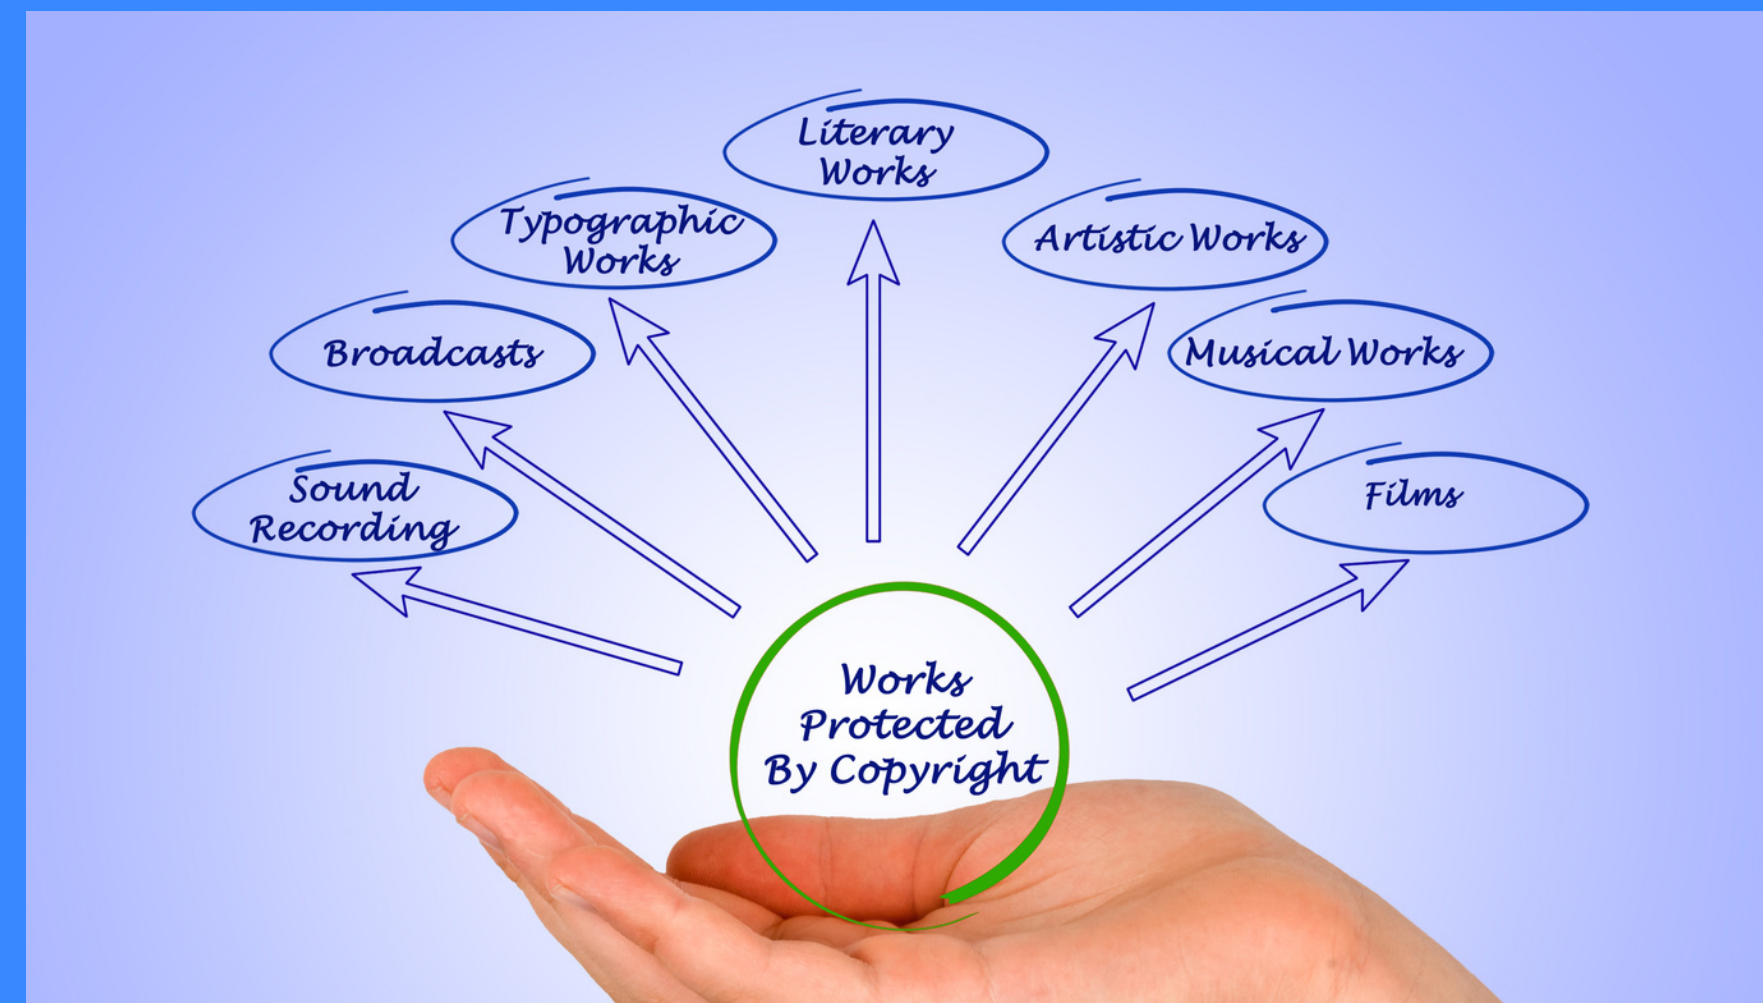 Literary
Works
Typographic
Works
Artistic Works
Broadcasts
Musical Works
Sound
Recording
Films
Works
Protected
By Copyright